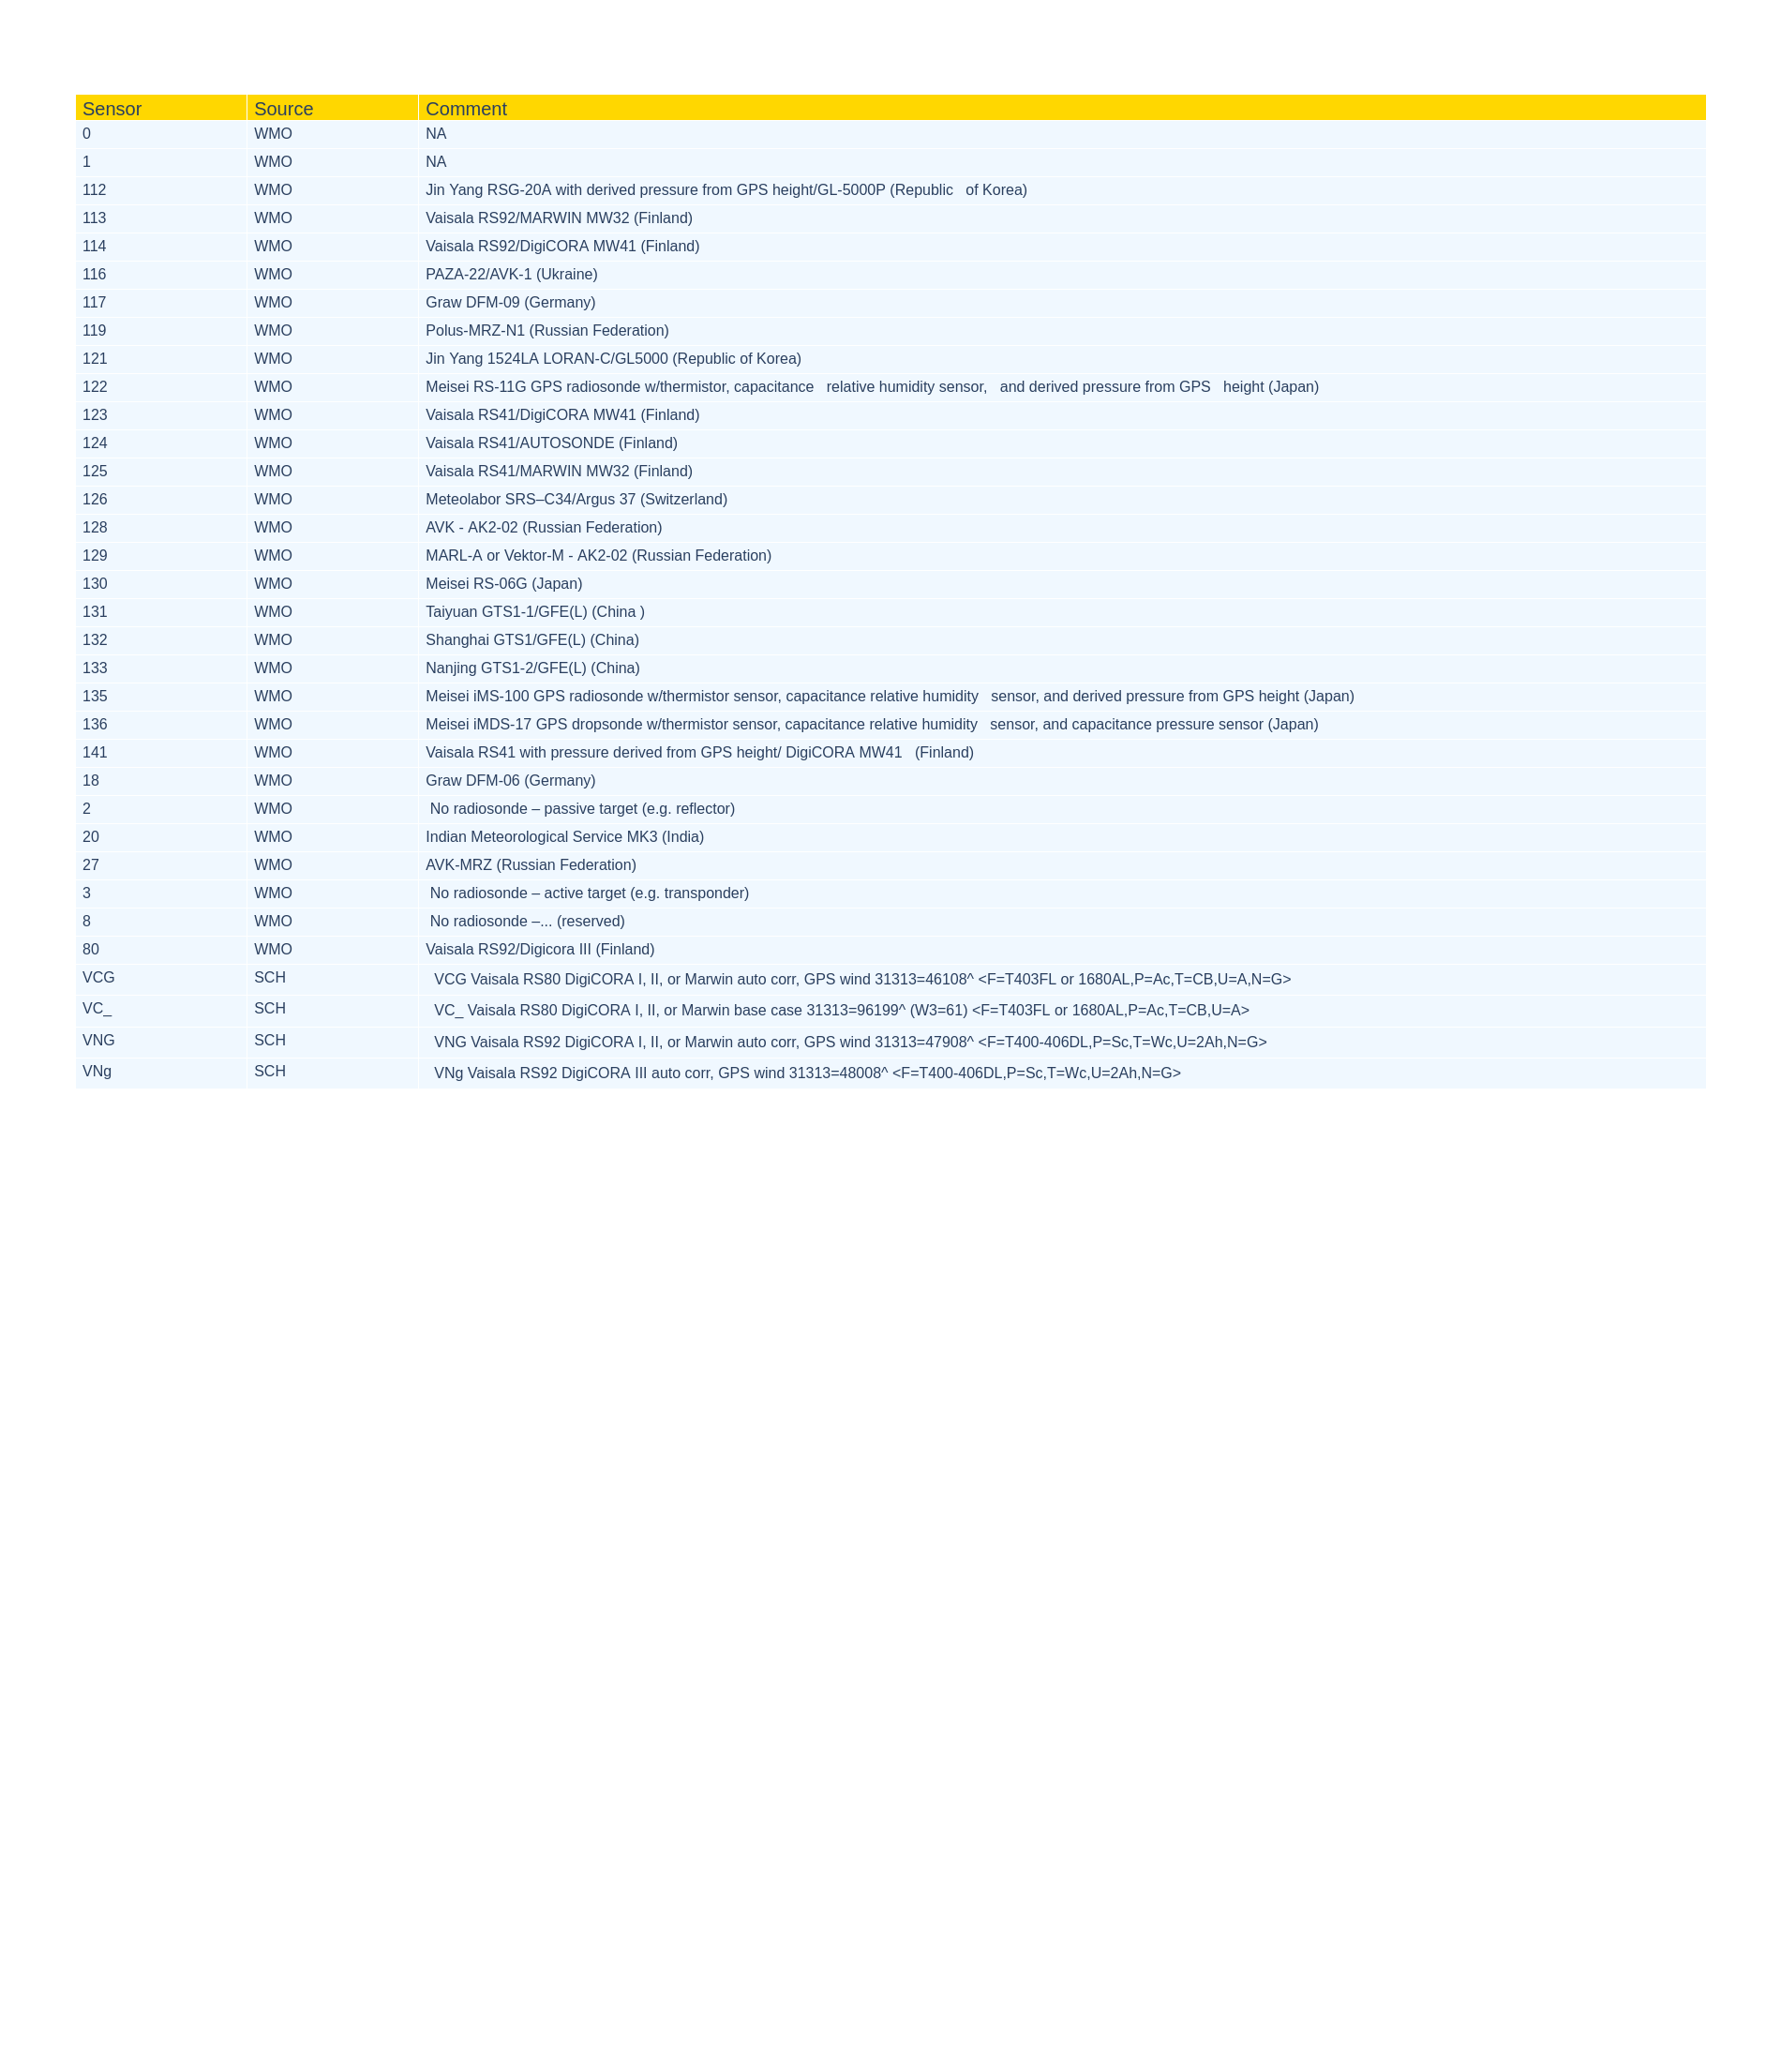 Sensor Source Comment
0 WMO NA
1 WMO NA
112 WMO Jin Yang RSG-20A with derived pressure from GPS height/GL-5000P (Republic   of Korea)
113 WMO Vaisala RS92/MARWIN MW32 (Finland)
114 WMO Vaisala RS92/DigiCORA MW41 (Finland)
116 WMO PAZA-22/AVK-1 (Ukraine)
117 WMO Graw DFM-09 (Germany)
119 WMO Polus-MRZ-N1 (Russian Federation)
121 WMO Jin Yang 1524LA LORAN-C/GL5000 (Republic of Korea)
122 WMO Meisei RS-11G GPS radiosonde w/thermistor, capacitance   relative humidity sensor,   and derived pressure from GPS   height (Japan)
123 WMO Vaisala RS41/DigiCORA MW41 (Finland)
124 WMO Vaisala RS41/AUTOSONDE (Finland)
125 WMO Vaisala RS41/MARWIN MW32 (Finland)
126 WMO Meteolabor SRS–C34/Argus 37 (Switzerland)
128 WMO AVK - AK2-02 (Russian Federation)
129 WMO MARL-A or Vektor-M - AK2-02 (Russian Federation)
130 WMO Meisei RS-06G (Japan)
131 WMO Taiyuan GTS1-1/GFE(L) (China )
132 WMO Shanghai GTS1/GFE(L) (China)
133 WMO Nanjing GTS1-2/GFE(L) (China)
135 WMO Meisei iMS-100 GPS radiosonde w/thermistor sensor, capacitance relative humidity   sensor, and derived pressure from GPS height (Japan)
136 WMO Meisei iMDS-17 GPS dropsonde w/thermistor sensor, capacitance relative humidity   sensor, and capacitance pressure sensor (Japan)
141 WMO Vaisala RS41 with pressure derived from GPS height/ DigiCORA MW41   (Finland)
18 WMO Graw DFM-06 (Germany)
2 WMO No radiosonde – passive target (e.g. reflector)
20 WMO Indian Meteorological Service MK3 (India)
27 WMO AVK-MRZ (Russian Federation)
3 WMO No radiosonde – active target (e.g. transponder)
8 WMO No radiosonde –... (reserved)
80 WMO Vaisala RS92/Digicora III (Finland)
VCG SCH VCG Vaisala RS80 DigiCORA I, II, or Marwin auto corr, GPS wind 31313=46108^ <F=T403FL or 1680AL,P=Ac,T=CB,U=A,N=G>
VC_ SCH VC_ Vaisala RS80 DigiCORA I, II, or Marwin base case 31313=96199^ (W3=61) <F=T403FL or 1680AL,P=Ac,T=CB,U=A>
VNG SCH VNG Vaisala RS92 DigiCORA I, II, or Marwin auto corr, GPS wind 31313=47908^ <F=T400-406DL,P=Sc,T=Wc,U=2Ah,N=G>
VNg SCH VNg Vaisala RS92 DigiCORA III auto corr, GPS wind 31313=48008^ <F=T400-406DL,P=Sc,T=Wc,U=2Ah,N=G>